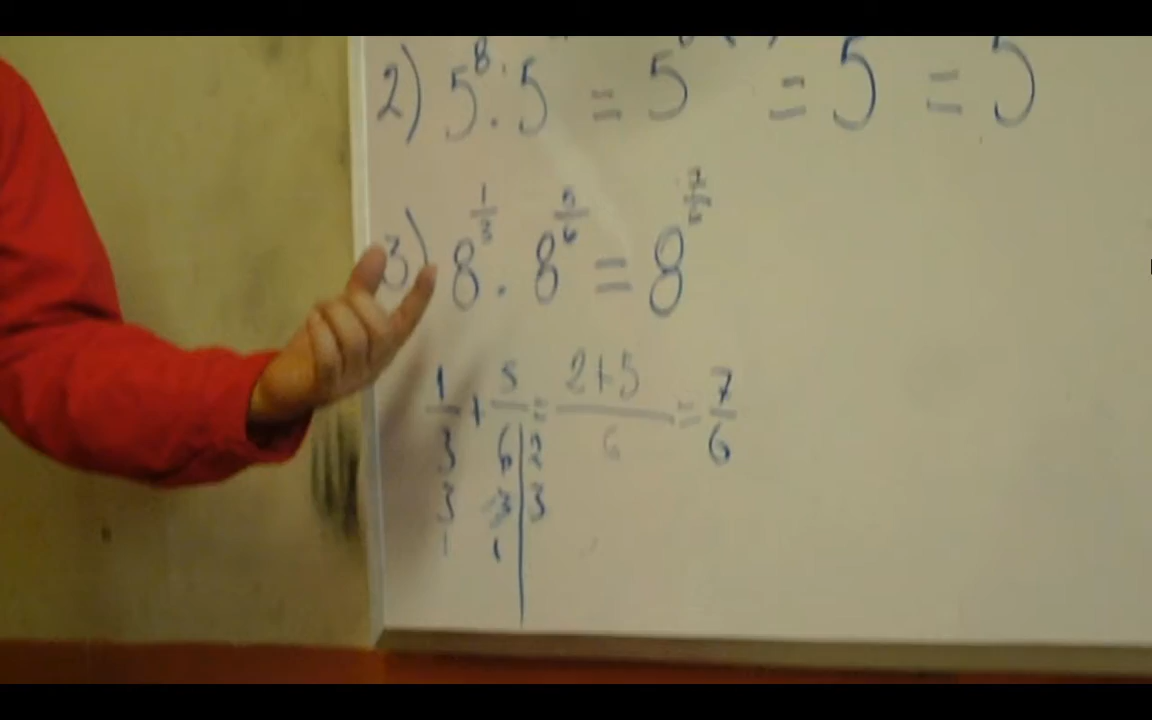 2) 5⁸ · 5 = 5 = 5 = 5
3) 8^(1/3) · 8^(5/6) = 8^(7/6)
1/3 + 5/6 = (2+5)/6 = 7/6
3 6 | 2
3 3 | 3
1 1 |